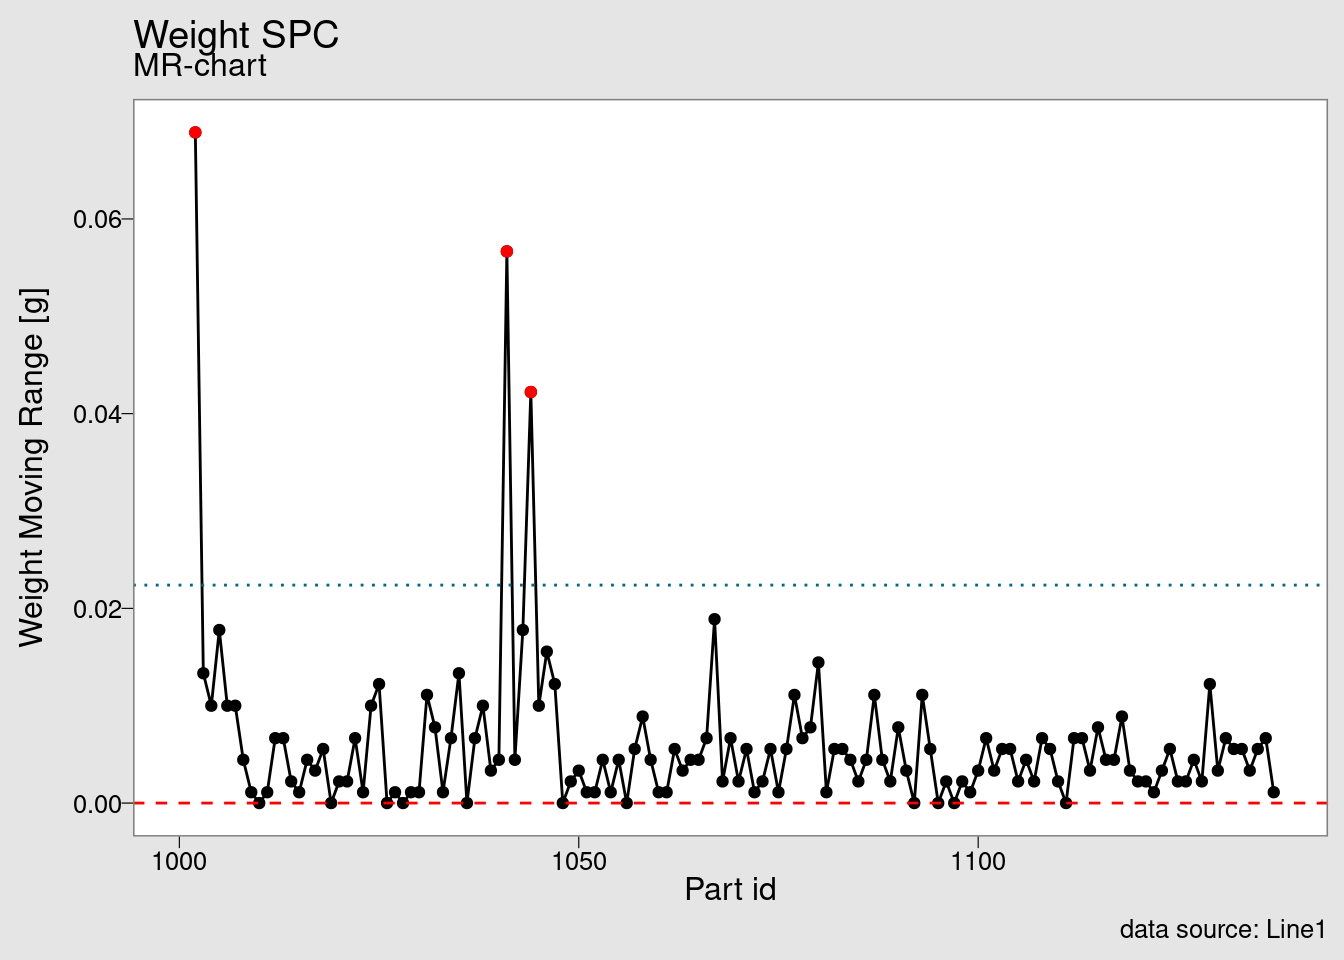 Weight SPC
MR-chart
Weight Moving Range [g]
0.06
0.04
0.02
0.00
1000 1050 1100
Part id
data source: Line1